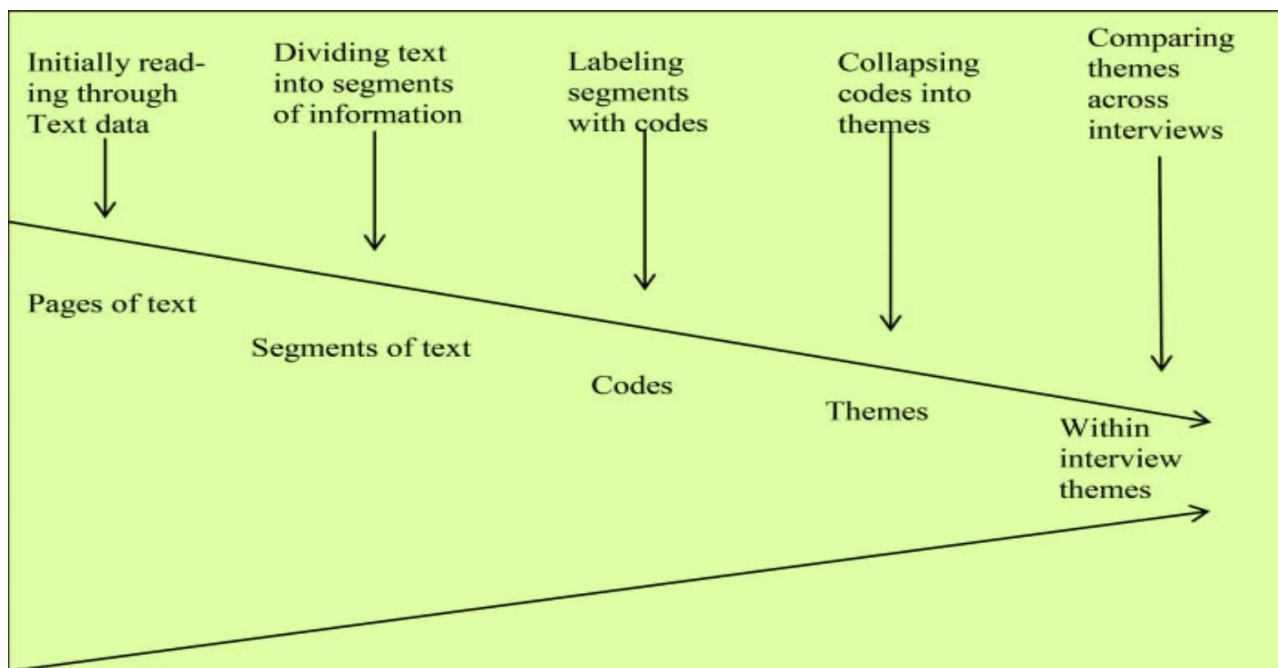 Initially read-
ing through
Text data
Dividing text
into segments
of information
Labeling
segments
with codes
Collapsing
codes into
themes
Comparing
themes
across
interviews
Pages of text
Segments of text
Codes
Themes
Within
interview
themes